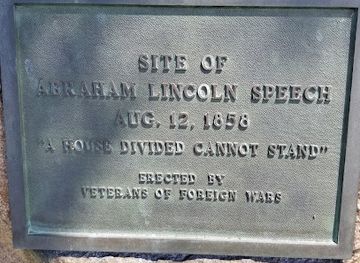 SITE OF
ABRAHAM LINCOLN SPEECH
AUG. 12, 1858
"A HOUSE DIVIDED CANNOT STAND"
ERECTED BY
VETERANS OF FOREIGN WARS